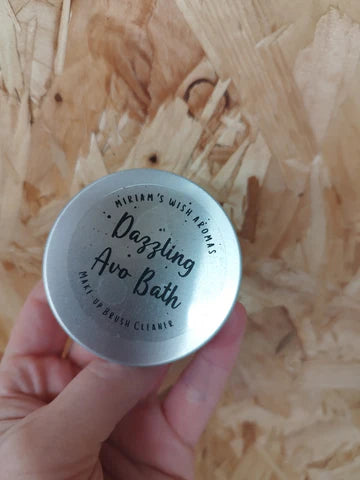 MIRIAM'S WISH AROMAS
Dazzling
Avo Bath
MAKE UP BRUSH CLEANER